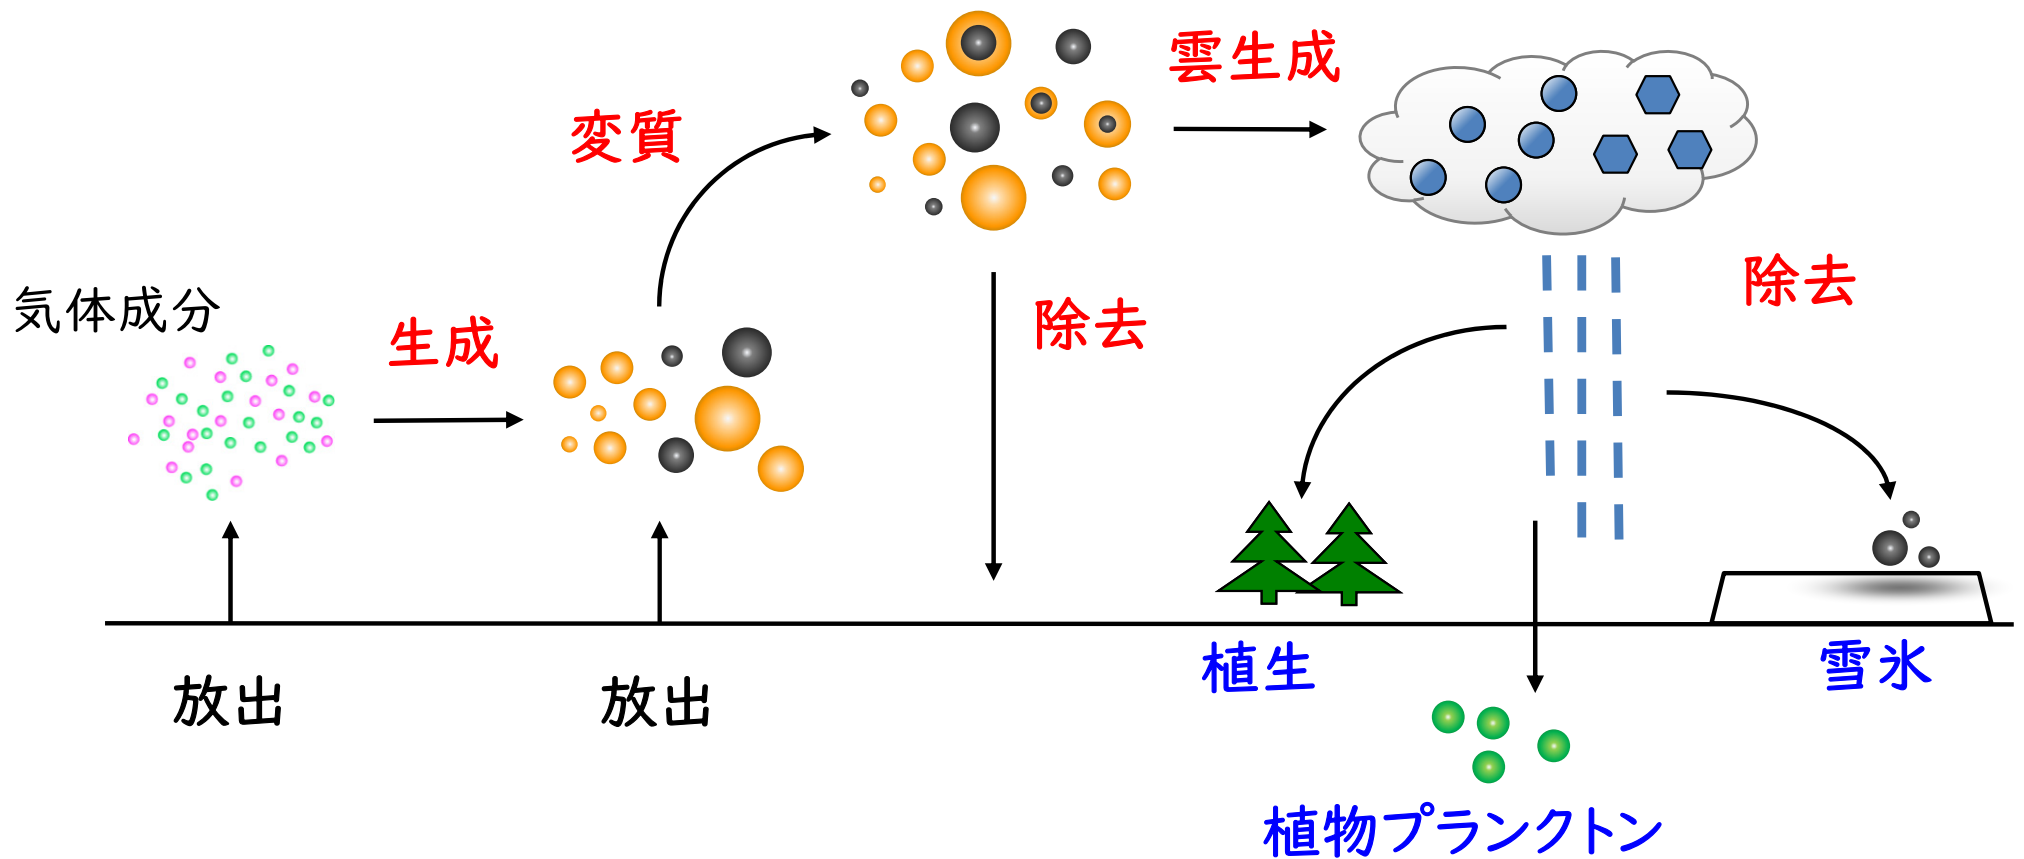 雲生成
変質
除去
気体成分
除去
生成
植生
雪氷
放出
放出
植物プランクトン